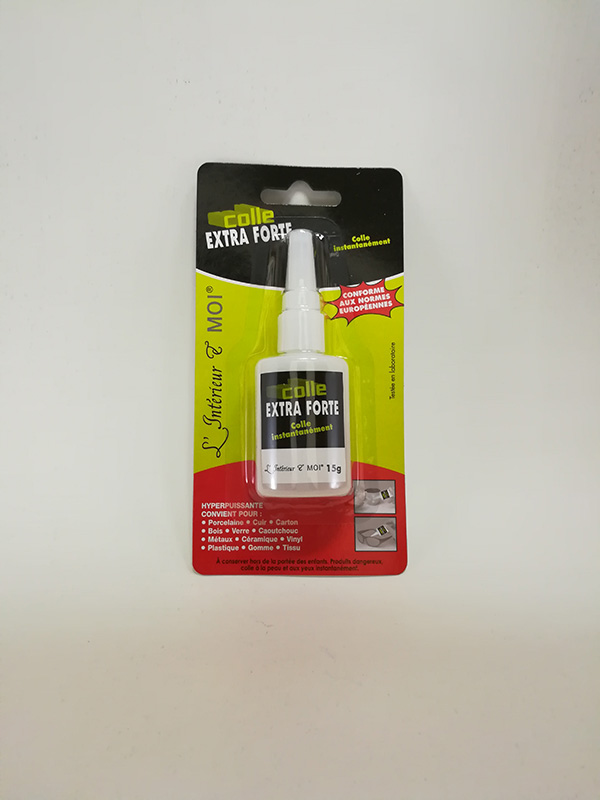 colle
EXTRA FORTE
Colle
instantanément
CONFORME
AUX NORMES
EUROPÉENNES
L'Intérieur & MOI®
Testée en laboratoire
colle
EXTRA FORTE
Colle
instantanément
L'Intérieur & MOI® 15g
HYPERPUISSANTE
CONVIENT POUR :
• Porcelaine • Cuir • Carton
• Bois • Verre • Caoutchouc
• Métaux • Céramique • Vinyl
• Plastique • Gomme • Tissu
À conserver hors de la portée des enfants. Produits dangereux,
colle à la peau et aux yeux instantanément.